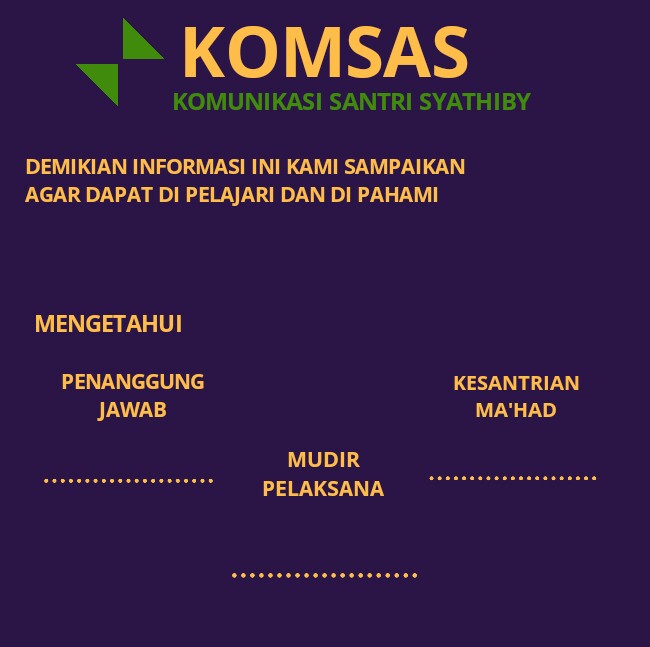 KOMSAS
KOMUNIKASI SANTRI SYATHIBY
DEMIKIAN INFORMASI INI KAMI SAMPAIKAN
AGAR DAPAT DI PELAJARI DAN DI PAHAMI
MENGETAHUI
PENANGGUNG
JAWAB
....................
KESANTRIAN
MA'HAD
....................
MUDIR
PELAKSANA
.....................